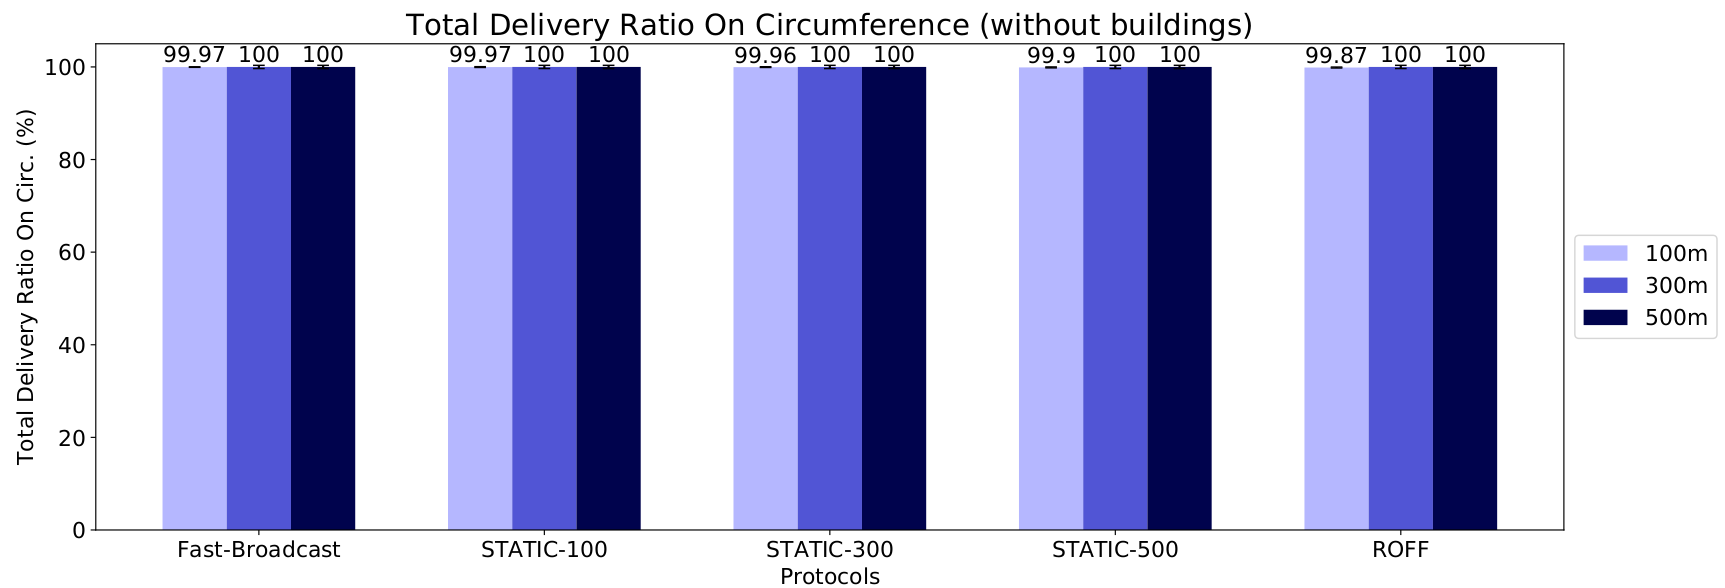 Total Delivery Ratio On Circumference (without buildings)
99.97 100 100 99.97 100 100 99.96 100 100 99.9 100 100 99.87 100 100
Total Delivery Ratio On Circ. (%)
100
80
60
40
20
0
100m
300m
500m
Fast-Broadcast STATIC-100 STATIC-300 STATIC-500 ROFF
Protocols